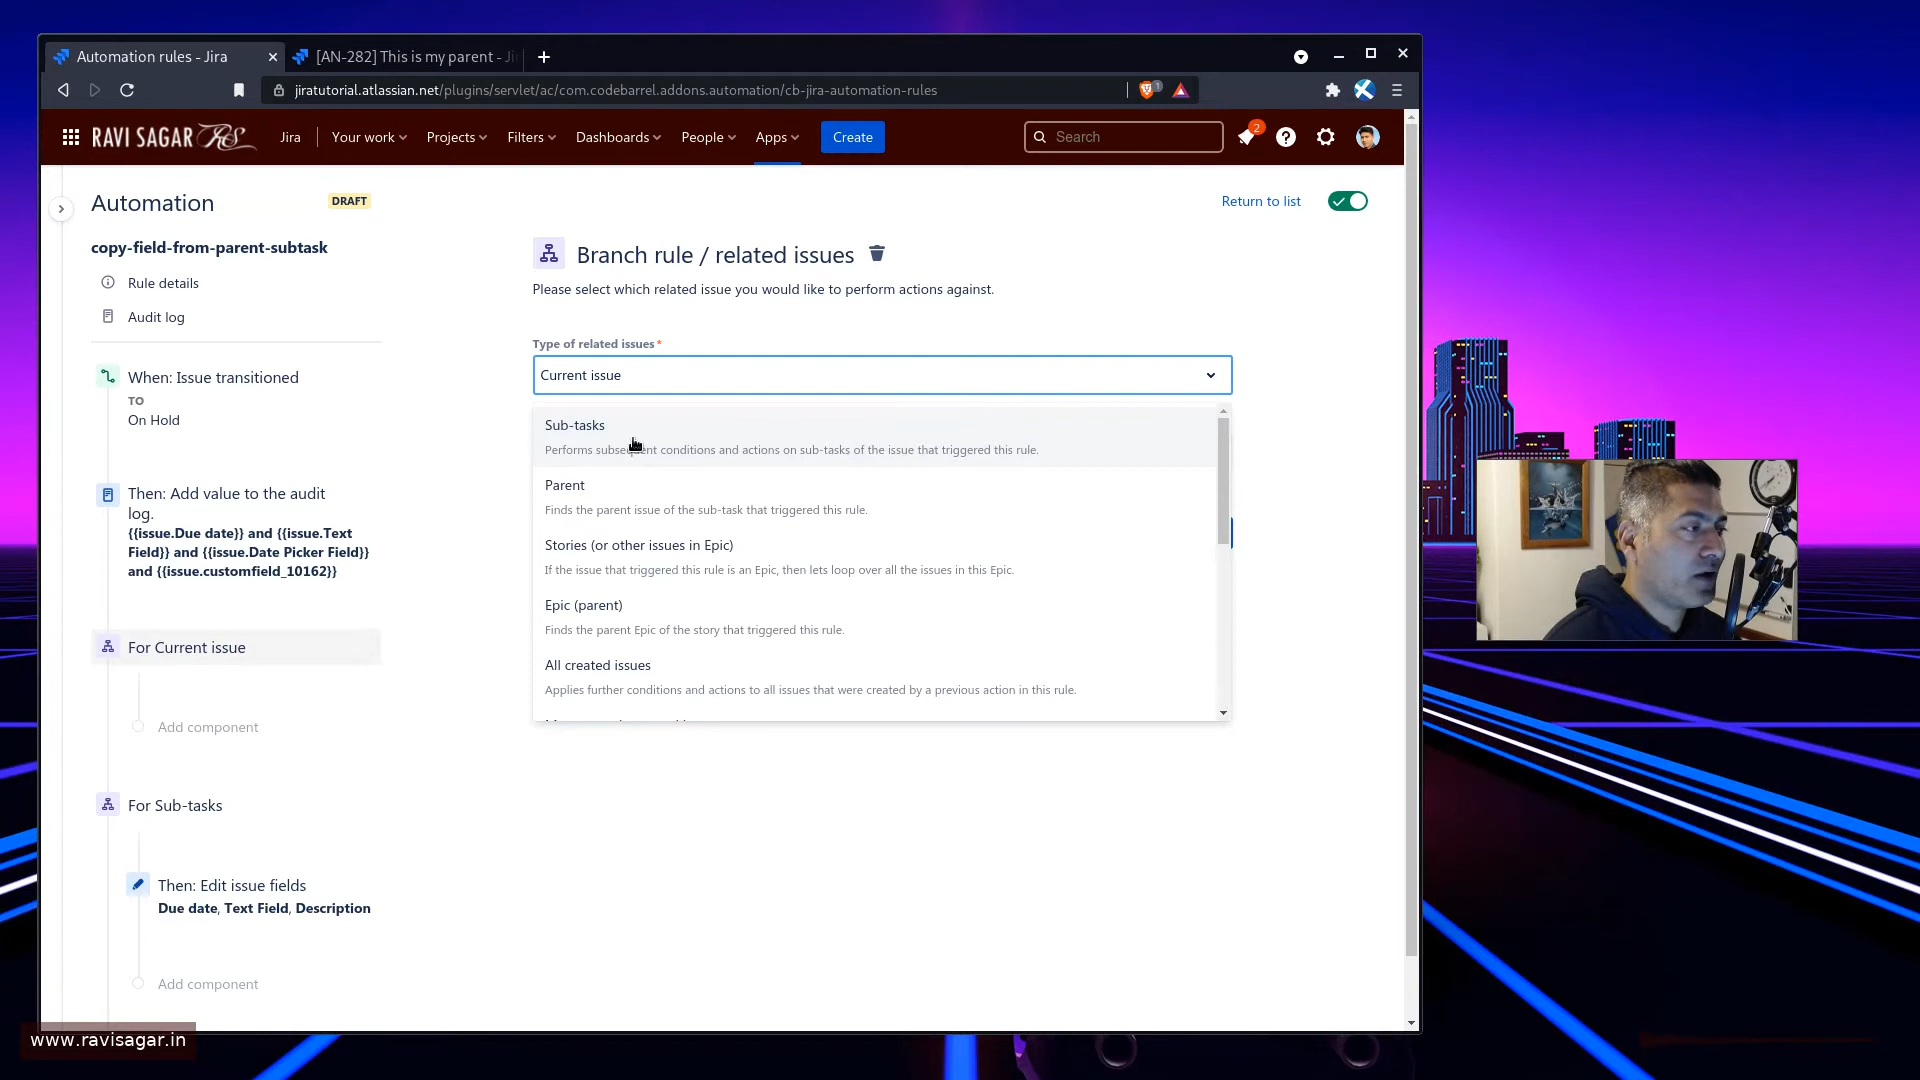 Automation rules - Jira
[AN-282] This is my parent - Ji
jiratutorial.atlassian.net/plugins/servlet/ac/com.codebarrel.addons.automation/cb-jira-automation-rules
1
RAVI SAGAR RS
Jira
Your work
Projects
Filters
Dashboards
People
Apps
Create
Search
2
Automation
DRAFT
Return to list
copy-field-from-parent-subtask
Rule details
Audit log
When: Issue transitioned
TO
On Hold
Then: Add value to the audit
log.
{{issue.Due date}} and {{issue.Text
Field}} and {{issue.Date Picker Field}}
and {{issue.customfield_10162}}
For Current issue
Add component
For Sub-tasks
Then: Edit issue fields
Due date, Text Field, Description
Add component
Branch rule / related issues
Please select which related issue you would like to perform actions against.
Type of related issues*
Current issue
Sub-tasks
Performs subsequent conditions and actions on sub-tasks of the issue that triggered this rule.
Parent
Finds the parent issue of the sub-task that triggered this rule.
Stories (or other issues in Epic)
If the issue that triggered this rule is an Epic, then lets loop over all the issues in this Epic.
Epic (parent)
Finds the parent Epic of the story that triggered this rule.
All created issues
Applies further conditions and actions to all issues that were created by a previous action in this rule.
www.ravisagar.in